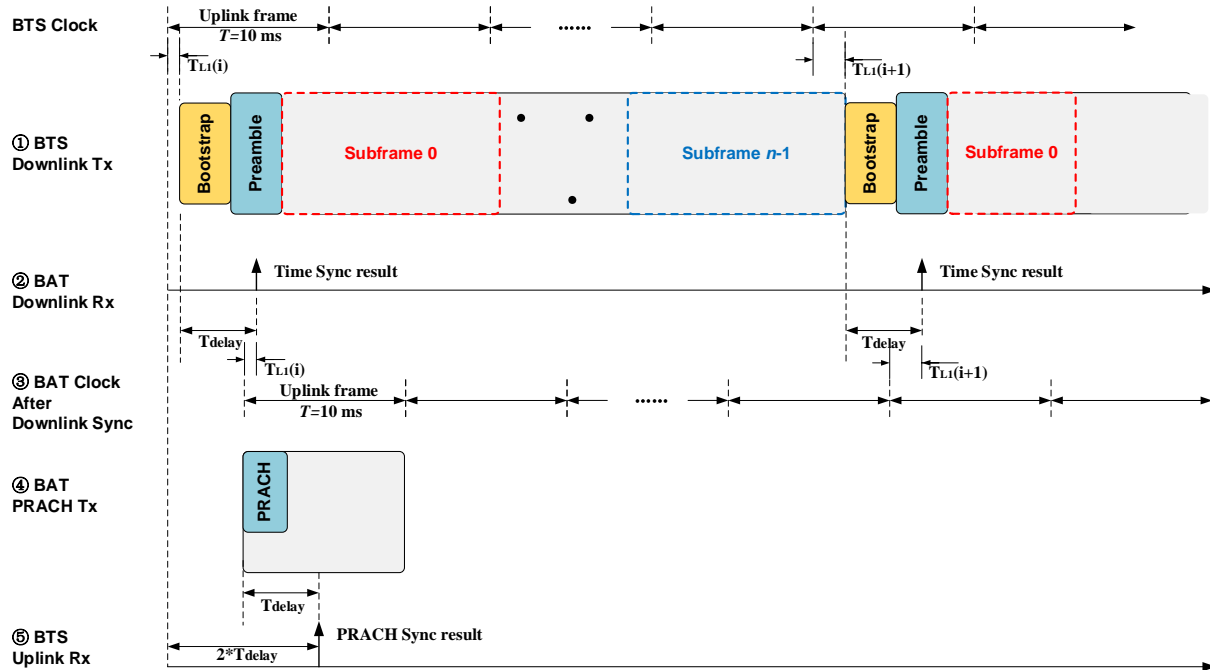 BTS Clock
Uplink frame
T=10 ms
......
TL1(i)
TL1(i+1)
① BTS
Downlink Tx
Bootstrap
Preamble
Subframe 0
Subframe n-1
Bootstrap
Preamble
Subframe 0
② BAT
Downlink Rx
Time Sync result
Time Sync result
Tdelay
Tdelay
TL1(i)
TL1(i+1)
③ BAT Clock
After
Downlink Sync
Uplink frame
T=10 ms
......
④ BAT
PRACH Tx
PRACH
Tdelay
⑤ BTS
Uplink Rx
PRACH Sync result
2*Tdelay